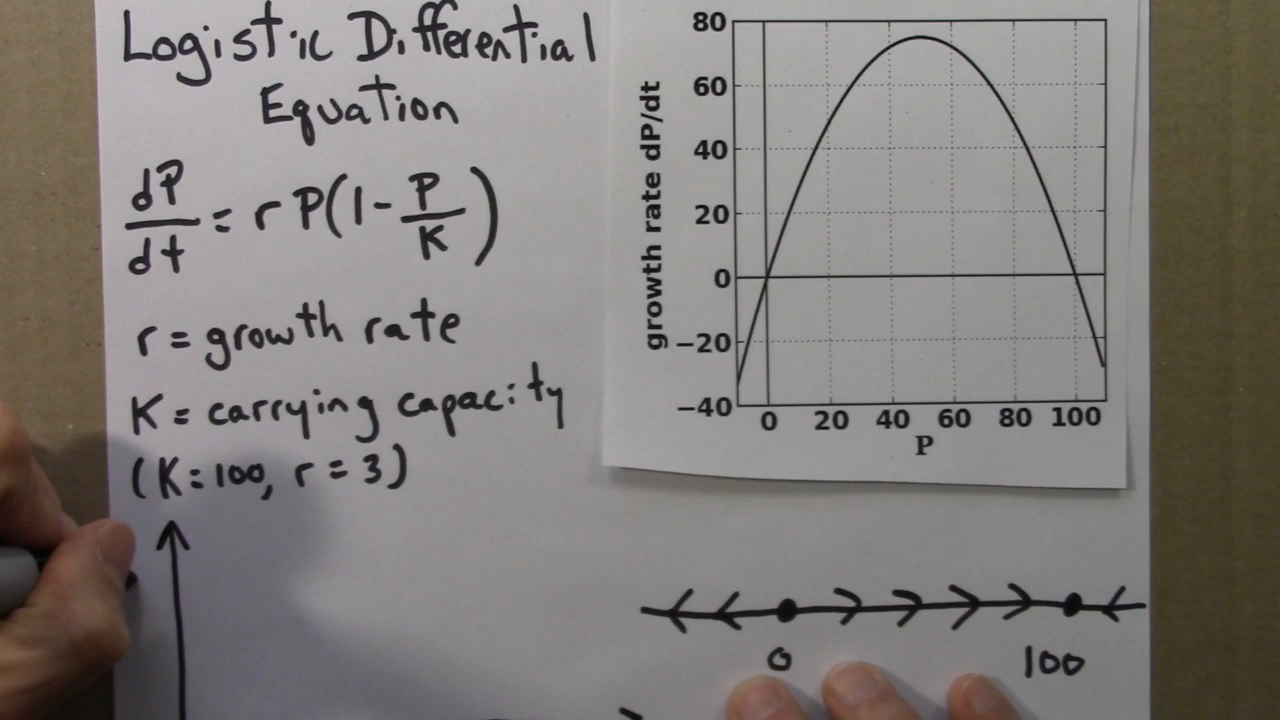 Logistic Differential
Equation
dP/dt = r P(1 - P/K)
r = growth rate
K = carrying capacity
(K = 100, r = 3)
growth rate dP/dt
80
60
40
20
0
−20
−40
0 20 40 60 80 100
P
0 100